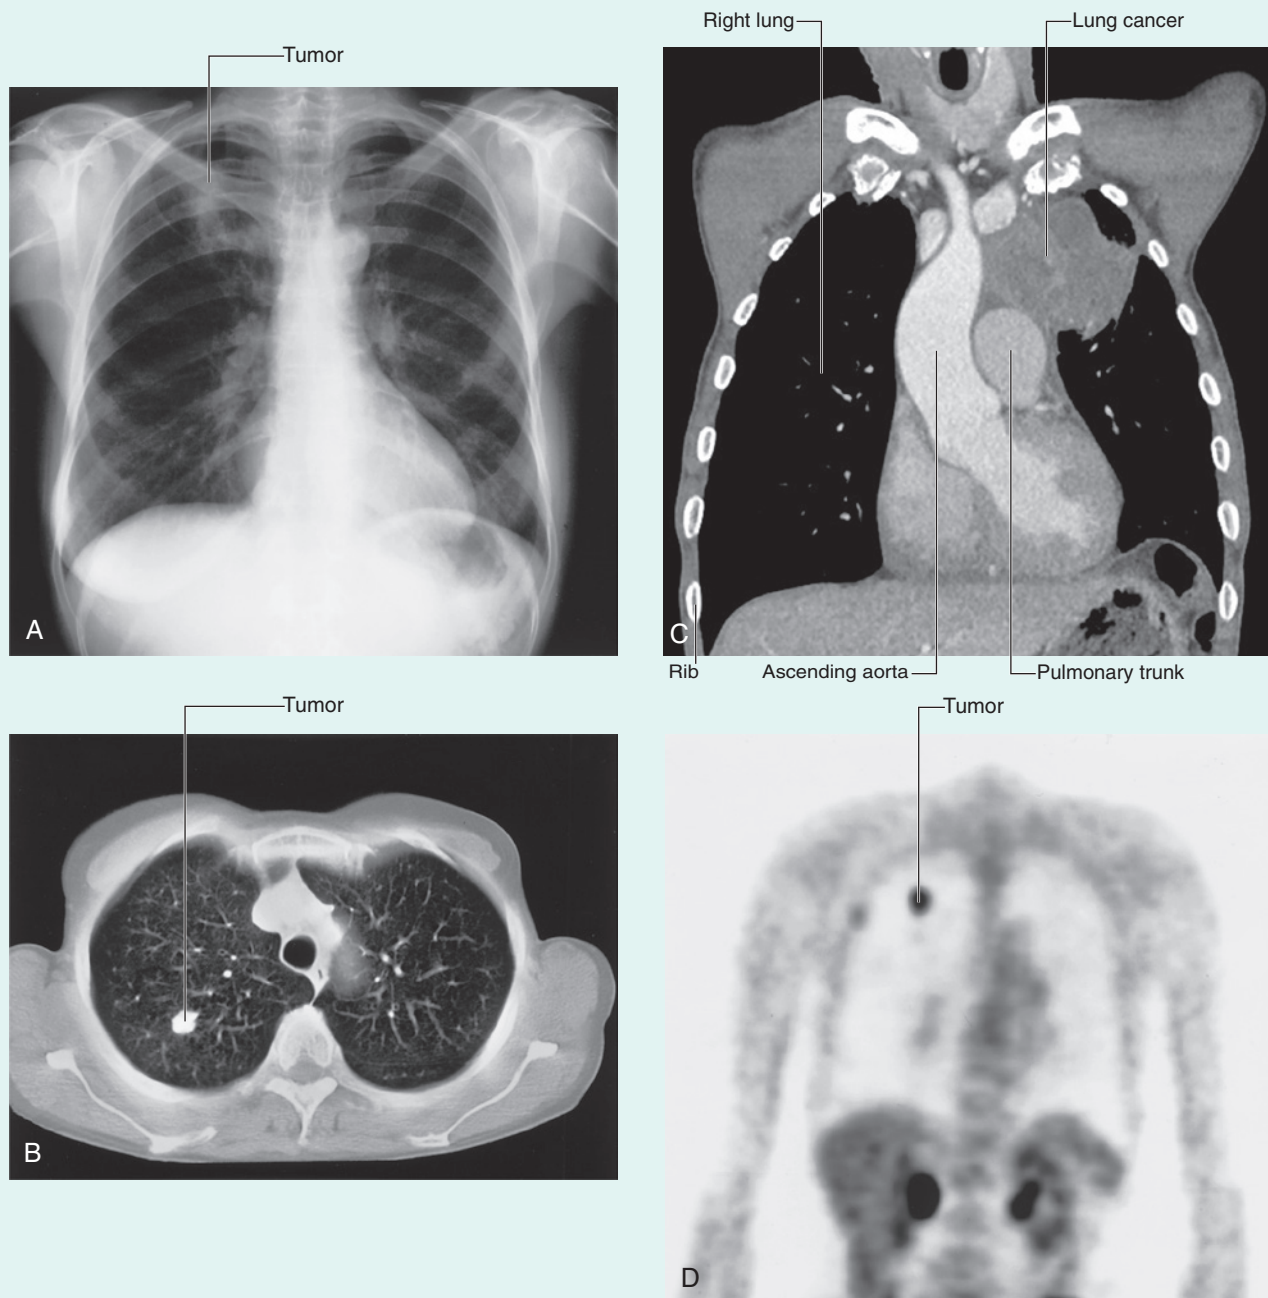 Tumor
A
Right lung
Lung cancer
C
Rib
Ascending aorta
Pulmonary trunk
Tumor
B
Tumor
D